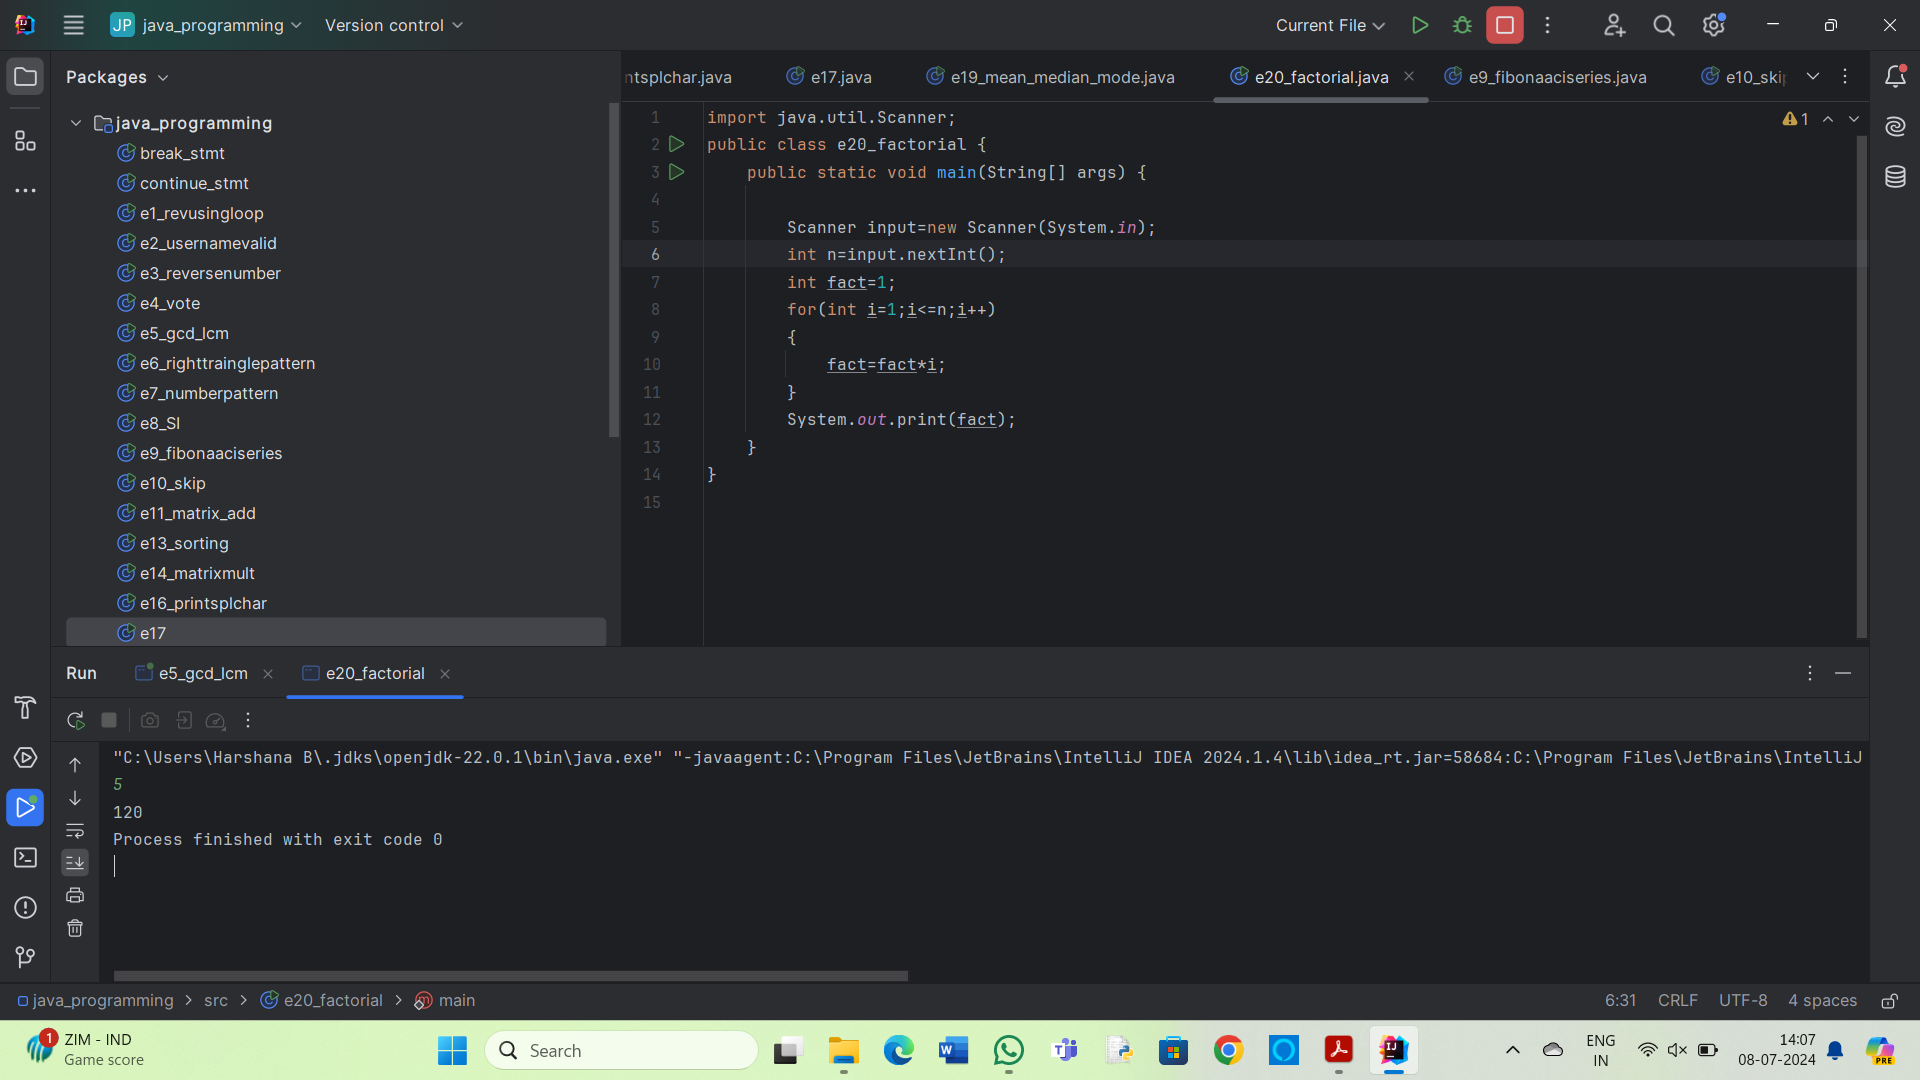 JP java_programming Version control Current File
Packages
ntsplchar.java e17.java e19_mean_median_mode.java e20_factorial.java e9_fibonaaciseries.java e10_ski
java_programming
break_stmt
continue_stmt
e1_revusingloop
e2_usernamevalid
e3_reversenumber
e4_vote
e5_gcd_lcm
e6_righttrainglepattern
e7_numberpattern
e8_SI
e9_fibonaaciseries
e10_skip
e11_matrix_add
e13_sorting
e14_matrixmult
e16_printsplchar
e17
1 import java.util.Scanner;
2 public class e20_factorial {
3 public static void main(String[] args) {
4
5 Scanner input=new Scanner(System.in);
6 int n=input.nextInt();
7 int fact=1;
8 for(int i=1;i<=n;i++)
9 {
10 fact=fact*i;
11 }
12 System.out.print(fact);
13 }
14 }
15
1
Run e5_gcd_lcm e20_factorial
"C:\Users\Harshana B\.jdks\openjdk-22.0.1\bin\java.exe" "-javaagent:C:\Program Files\JetBrains\IntelliJ IDEA 2024.1.4\lib\idea_rt.jar=58684:C:\Program Files\JetBrains\IntelliJ
5
120
Process finished with exit code 0
java_programming > src > e20_factorial > main 6:31 CRLF UTF-8 4 spaces
1 ZIM - IND
Game score
Search
ENG
IN
14:07
08-07-2024
PRE